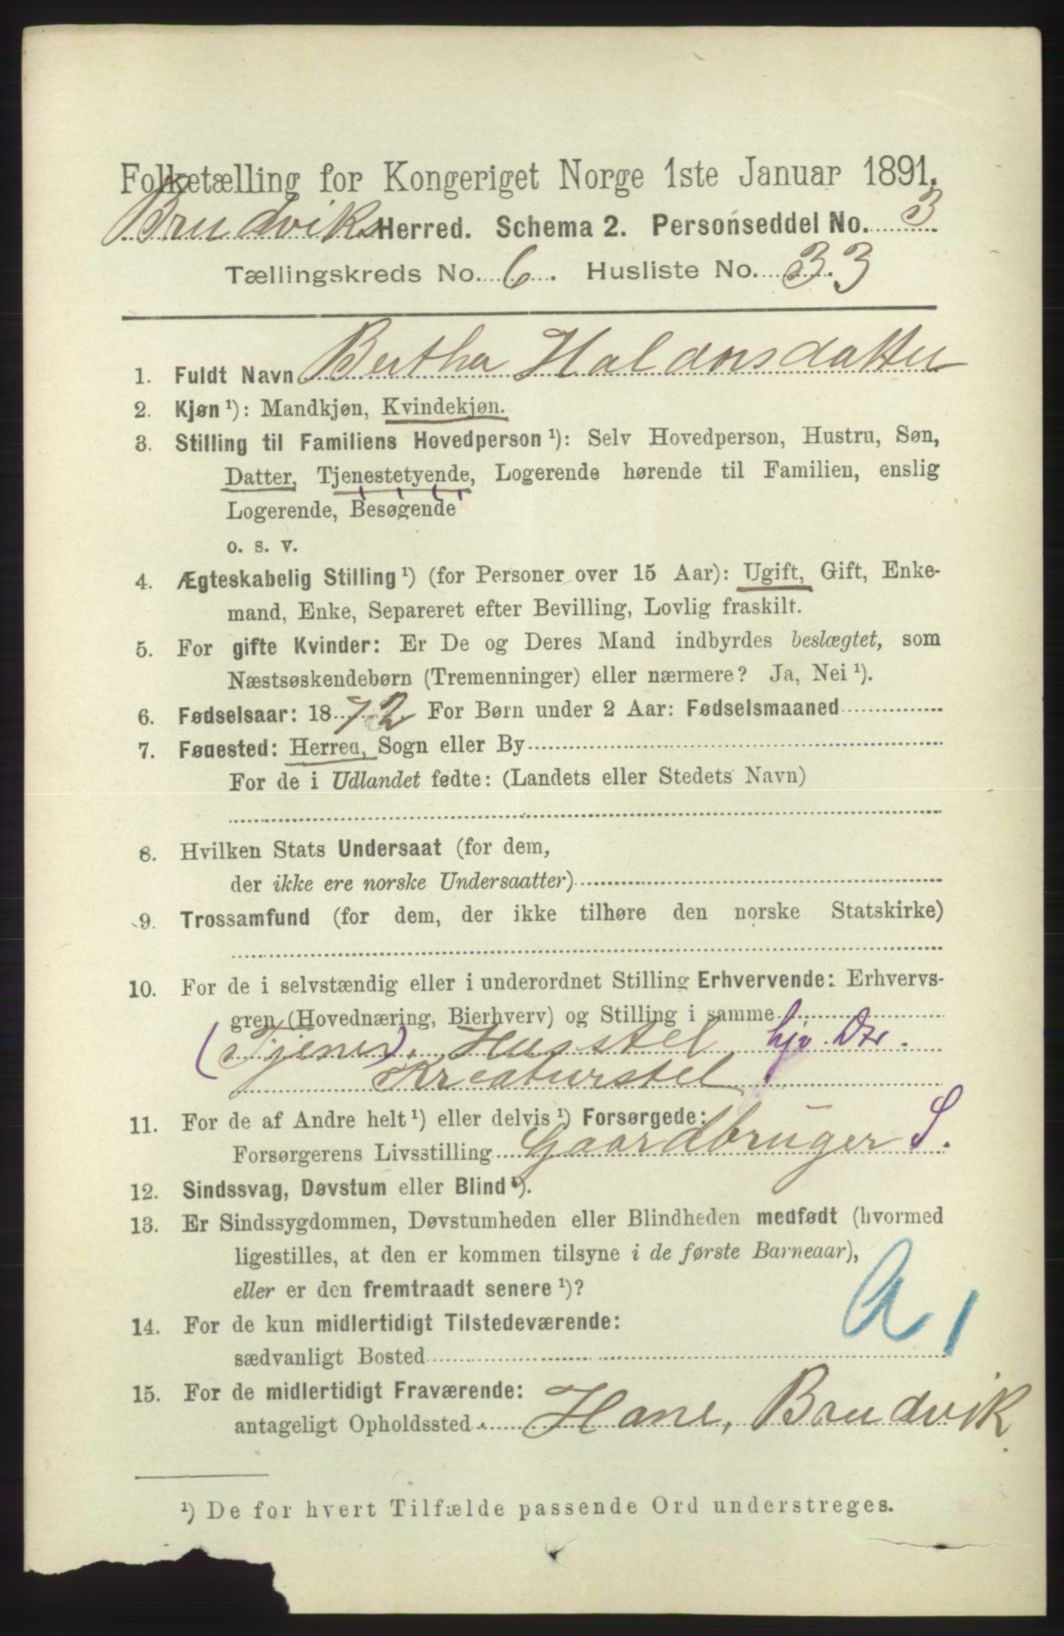 Folketælling for Kongeriget Norge 1ste Januar 1891.
Brudviks Herred. Schema 2. Personseddel No. 3
Tællingskreds No. 6. Husliste No. 33
1. Fuldt Navn Bertha Haldorsdatter
2. Kjøn ¹): Mandkjøn, Kvindekjøn.
3. Stilling til Familiens Hovedperson ¹): Selv Hovedperson, Hustru, Søn,
Datter, Tjenestetyende, Logerende hørende til Familien, enslig
Logerende, Besøgende
o. s. v.
4. Ægteskabelig Stilling ¹) (for Personer over 15 Aar): Ugift, Gift, Enke-
mand, Enke, Separeret efter Bevilling, Lovlig fraskilt.
5. For gifte Kvinder: Er De og Deres Mand indbyrdes beslægtet, som
Næstsøskendebørn (Tremenninger) eller nærmere? Ja, Nei ¹).
6. Fødselsaar: 1872 For Børn under 2 Aar: Fødselsmaaned
7. Fødested: Herred, Sogn eller By
For de i Udlandet fødte: (Landets eller Stedets Navn)
8. Hvilken Stats Undersaat (for dem,
der ikke ere norske Undersaatter)
9. Trossamfund (for dem, der ikke tilhøre den norske Statskirke)
10. For de i selvstændig eller i underordnet Stilling Erhvervende: Erhvervs-
gren (Hovednæring, Bierhverv) og Stilling i samme
(Tjener). Husstel hjv Dtr.
Kreaturstel
11. For de af Andre helt ¹) eller delvis ¹) Forsørgede:
Forsørgerens Livsstilling Gaardbruger S.
12. Sindssvag, Døvstum eller Blind ¹).
13. Er Sindssygdommen, Døvstumheden eller Blindheden medfødt (hvormed
ligestilles, at den er kommen tilsyne i de første Barneaar),
eller er den fremtraadt senere ¹)?
A 1
14. For de kun midlertidigt Tilstedeværende:
sædvanligt Bosted
15. For de midlertidigt Fraværende:
antageligt Opholdssted Hane, Brudvik
¹) De for hvert Tilfælde passende Ord understreges.